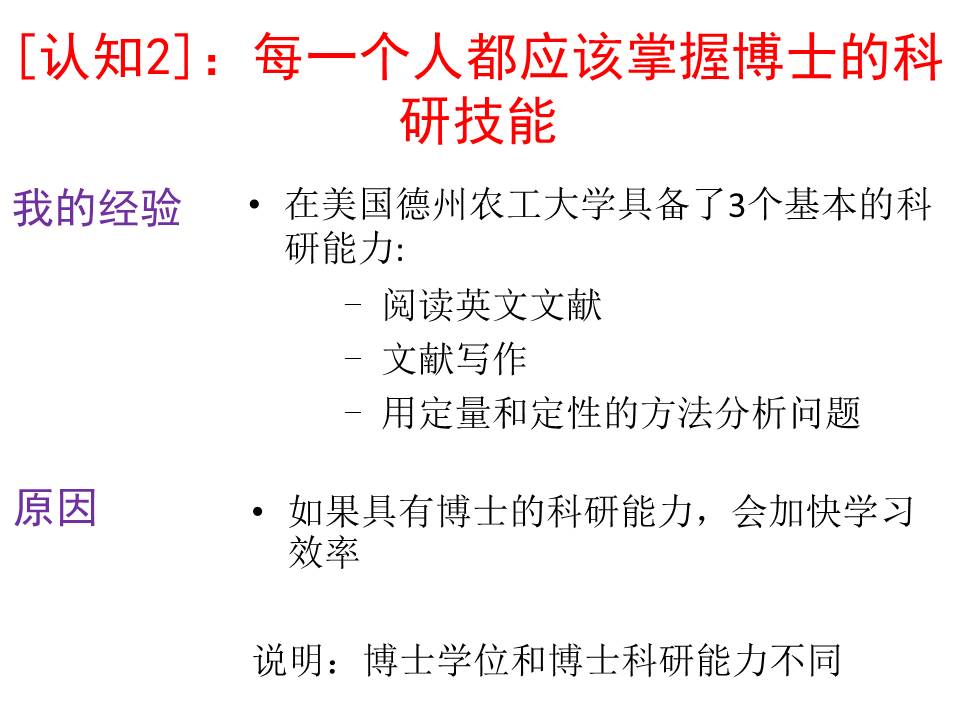 [认知2]：每一个人都应该掌握博士的科
研技能
我的经验
• 在美国德州农工大学具备了3个基本的科
研能力:
– 阅读英文文献
– 文献写作
– 用定量和定性的方法分析问题
原因
• 如果具有博士的科研能力，会加快学习
效率
说明：博士学位和博士科研能力不同